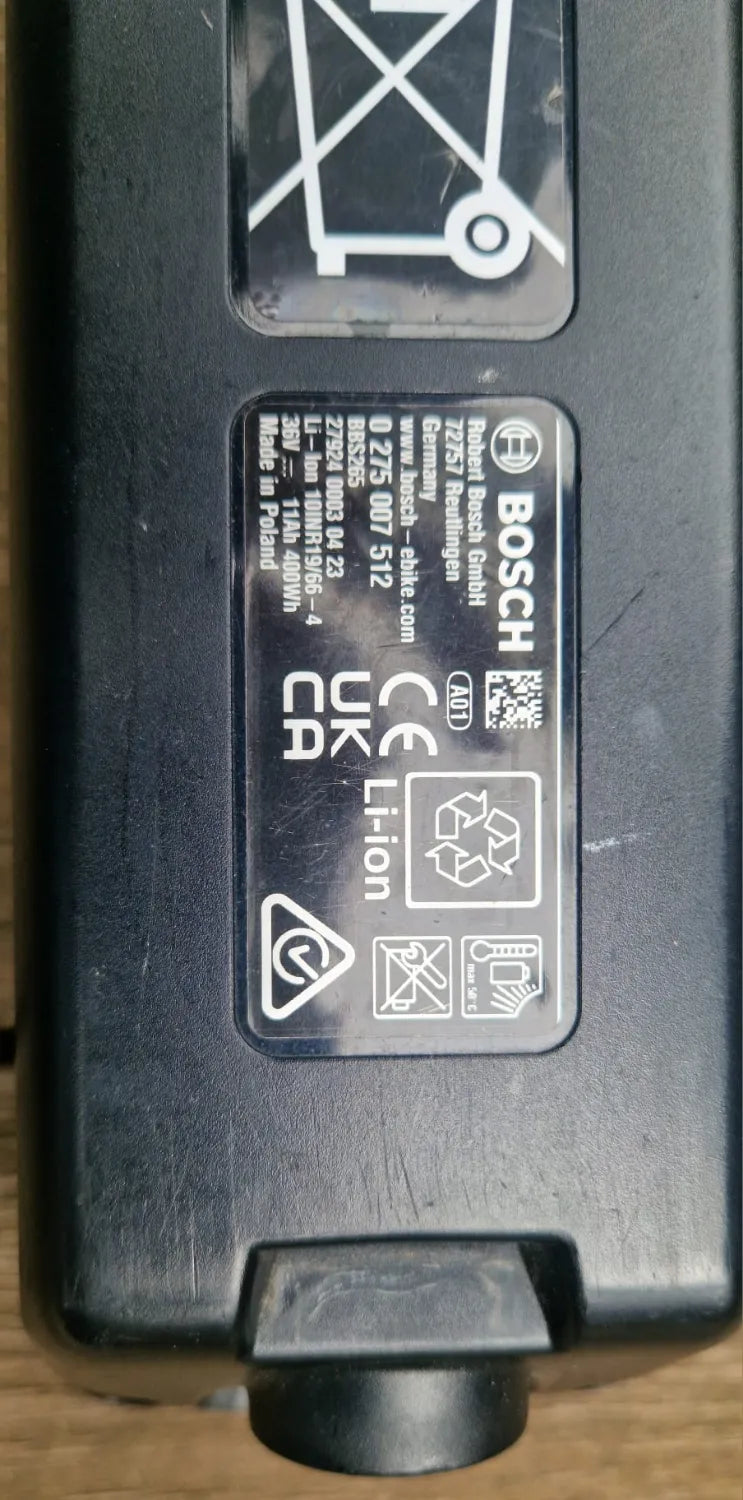 BOSCH
Robert Bosch GmbH
72757 Reutlingen
Germany
www.bosch-ebike.com
0 275 007 512
BBS265
27924 0003 04 23
Li-Ion 10INR19/66-4
36V ⎓ 11Ah 400Wh
Made in Poland
A01
CE
UK
CA
Li-ion
max 50°C